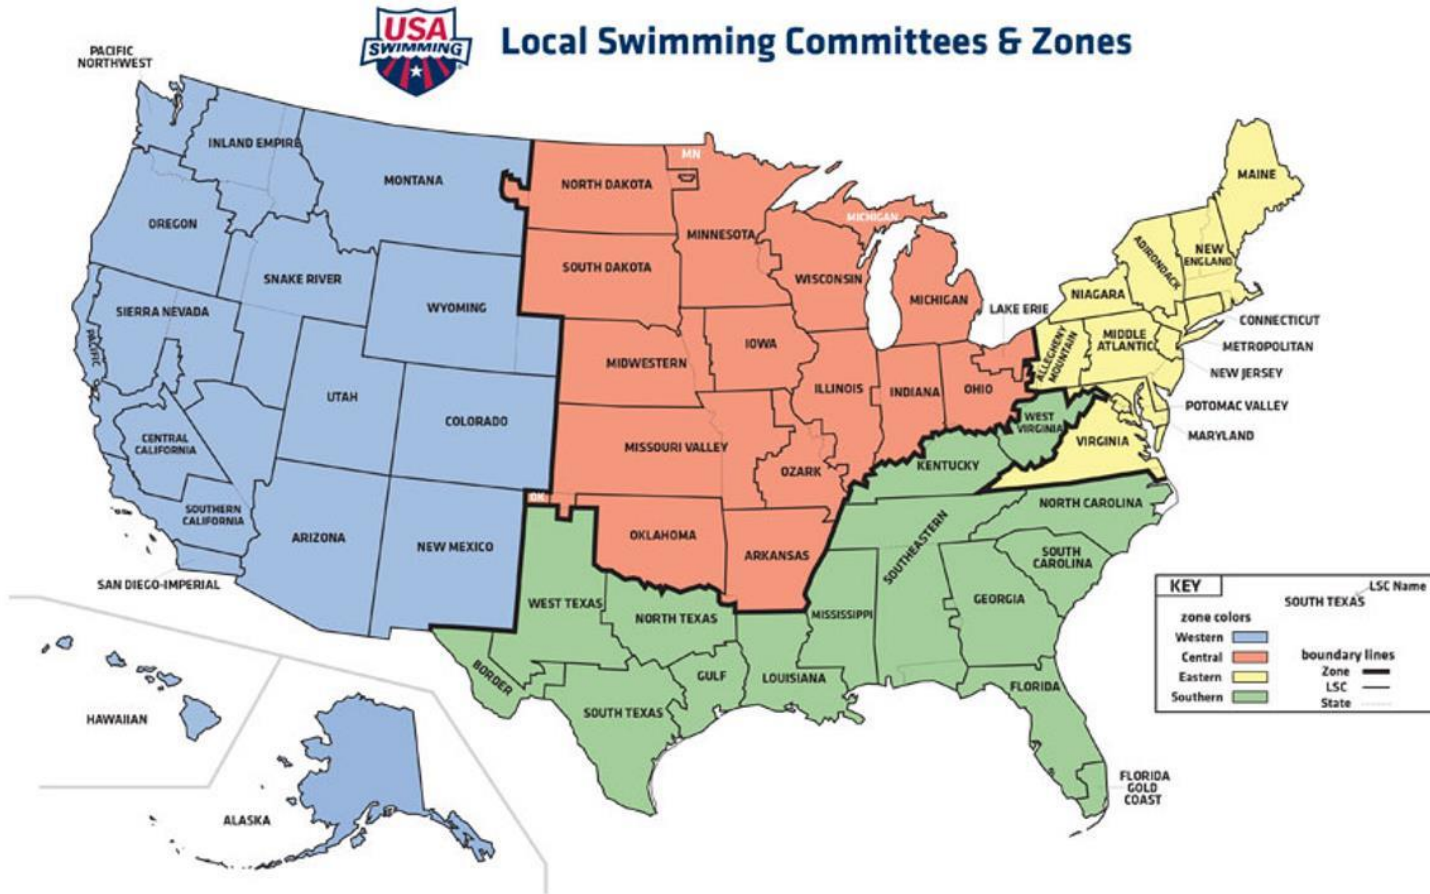 USA
SWIMMING
Local Swimming Committees & Zones
PACIFIC
NORTHWEST
INLAND EMPIRE
MONTANA
OREGON
SNAKE RIVER
WYOMING
SIERRA NEVADA
PACIFIC
UTAH
COLORADO
CENTRAL
CALIFORNIA
SOUTHERN
CALIFORNIA
ARIZONA
NEW MEXICO
SAN DIEGO-IMPERIAL
HAWAIIAN
ALASKA
NORTH DAKOTA
MN
MINNESOTA
SOUTH DAKOTA
WISCONSIN
MICHIGAN
MICHIGAN
LAKE ERIE
MIDWESTERN
IOWA
ILLINOIS
INDIANA
OHIO
MISSOURI VALLEY
OZARK
OK
OKLAHOMA
ARKANSAS
MAINE
ADIRONDACK
NEW
ENGLAND
NIAGARA
CONNECTICUT
METROPOLITAN
NEW JERSEY
MIDDLE
ATLANTIC
ALLEGHENY
MOUNTAIN
POTOMAC VALLEY
MARYLAND
VIRGINIA
WEST
VIRGINIA
KENTUCKY
NORTH CAROLINA
SOUTH
CAROLINA
SOUTHEASTERN
GEORGIA
MISSISSIPPI
WEST TEXAS
NORTH TEXAS
BORDER
SOUTH TEXAS
GULF
LOUISIANA
FLORIDA
FLORIDA
GOLD
COAST
KEY
LSC Name
SOUTH TEXAS
zone colors
Western
Central
Eastern
Southern
boundary lines
Zone
LSC
State